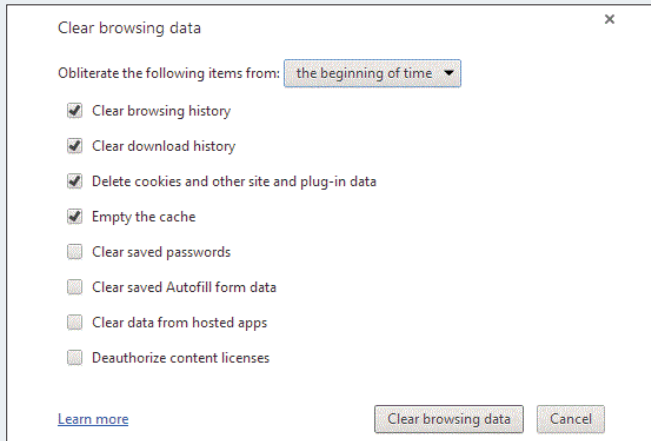 Clear browsing data
Obliterate the following items from: the beginning of time
Clear browsing history
Clear download history
Delete cookies and other site and plug-in data
Empty the cache
Clear saved passwords
Clear saved Autofill form data
Clear data from hosted apps
Deauthorize content licenses
Learn more Clear browsing data Cancel